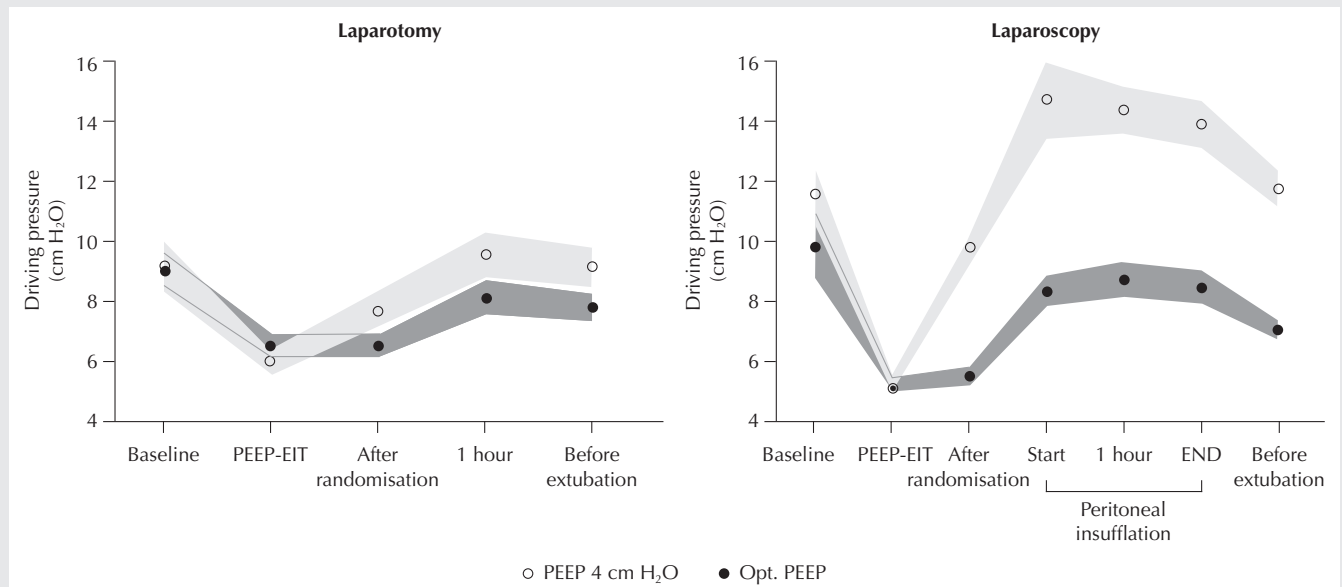 Laparotomy
Driving pressure
(cm H₂O)
16
14
12
10
8
6
4
Baseline
PEEP-EIT
After
randomisation
1 hour
Before
extubation
Laparoscopy
Driving pressure
(cm H₂O)
16
14
12
10
8
6
4
Baseline
PEEP-EIT
After
randomisation
Start
1 hour
END
Before
extubation
Peritoneal
insufflation
PEEP 4 cm H₂O
Opt. PEEP